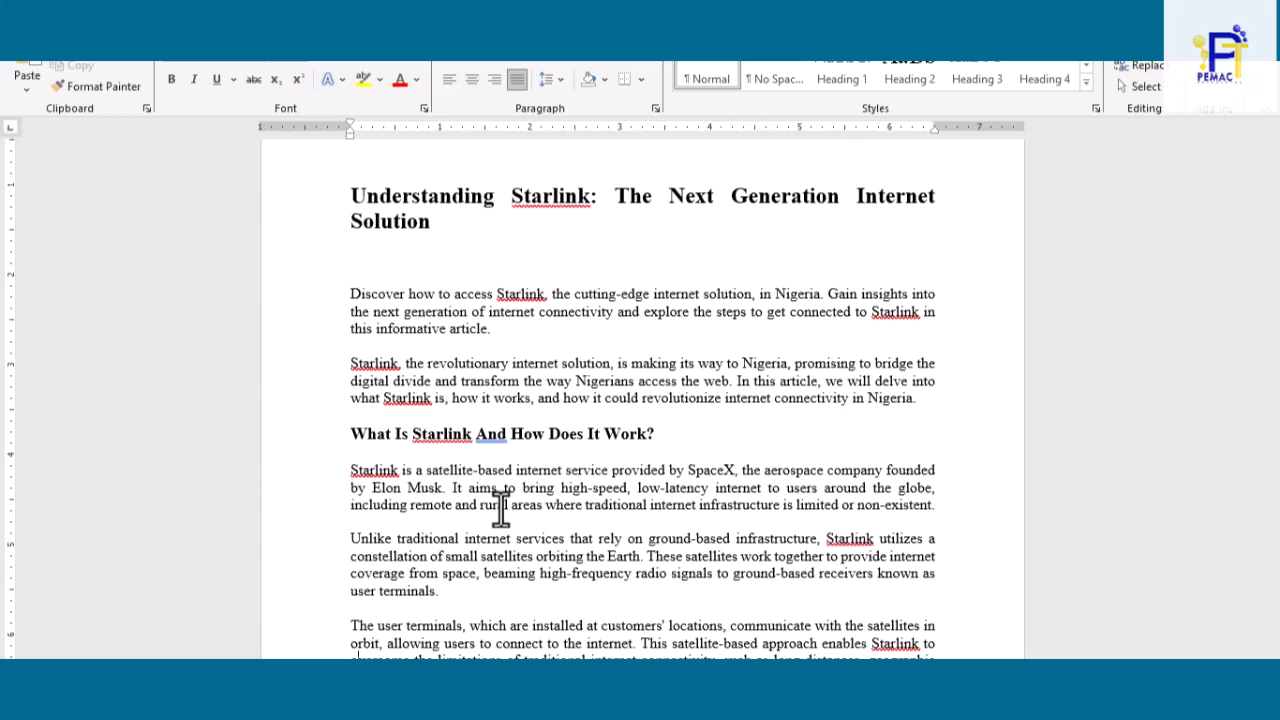 Copy
Paste
Format Painter
Clipboard
B I U abc x₂ x² A A
Font
Paragraph
¶ Normal ¶ No Spac... Heading 1 Heading 2 Heading 3 Heading 4
Styles
Replac
Select
Editing
PEMAC...
1 1 2 3 4 5 6 7
Understanding Starlink: The Next Generation Internet
Solution
Discover how to access Starlink, the cutting-edge internet solution, in Nigeria. Gain insights into
the next generation of internet connectivity and explore the steps to get connected to Starlink in
this informative article.
Starlink, the revolutionary internet solution, is making its way to Nigeria, promising to bridge the
digital divide and transform the way Nigerians access the web. In this article, we will delve into
what Starlink is, how it works, and how it could revolutionize internet connectivity in Nigeria.
What Is Starlink And How Does It Work?
Starlink is a satellite-based internet service provided by SpaceX, the aerospace company founded
by Elon Musk. It aims to bring high-speed, low-latency internet to users around the globe,
including remote and rural areas where traditional internet infrastructure is limited or non-existent.
Unlike traditional internet services that rely on ground-based infrastructure, Starlink utilizes a
constellation of small satellites orbiting the Earth. These satellites work together to provide internet
coverage from space, beaming high-frequency radio signals to ground-based receivers known as
user terminals.
The user terminals, which are installed at customers' locations, communicate with the satellites in
orbit, allowing users to connect to the internet. This satellite-based approach enables Starlink to